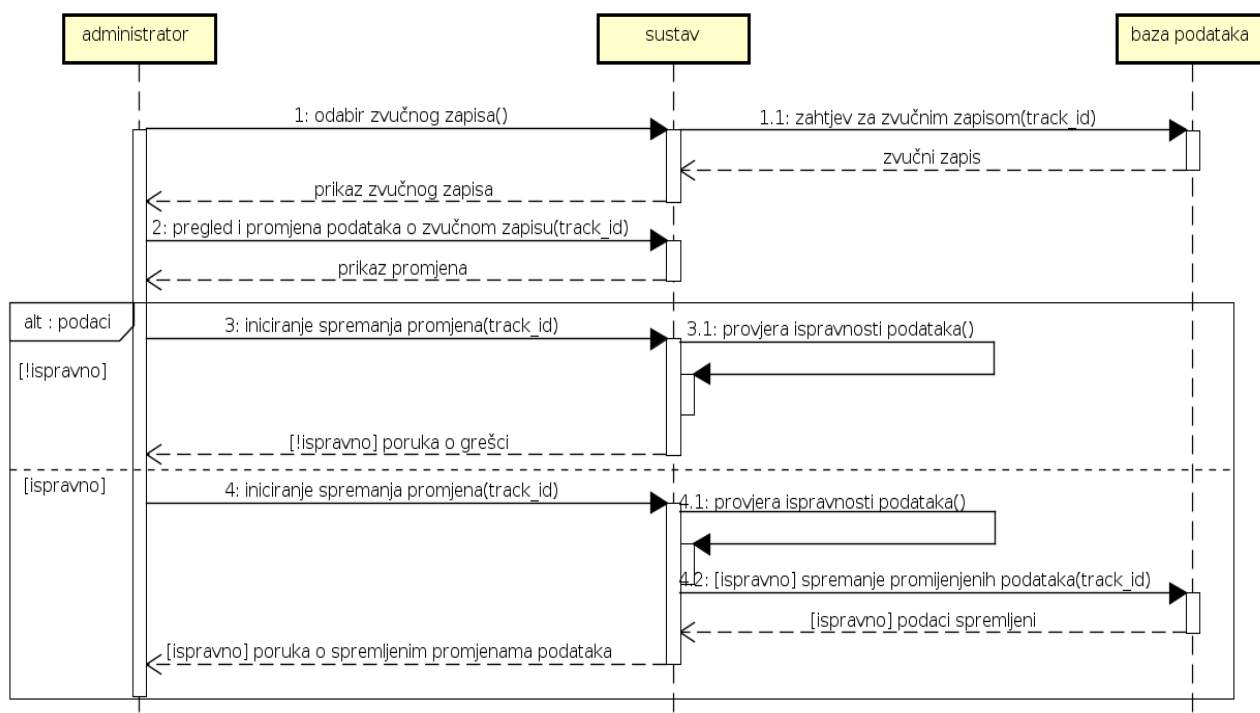 administrator
sustav
baza podataka
1: odabir zvučnog zapisa()
1.1: zahtjev za zvučnim zapisom(track_id)
zvučni zapis
prikaz zvučnog zapisa
2: pregled i promjena podataka o zvučnom zapisu(track_id)
prikaz promjena
alt : podaci
3: iniciranje spremanja promjena(track_id)
3.1: provjera ispravnosti podataka()
[!ispravno]
[!ispravno] poruka o grešci
[ispravno]
4: iniciranje spremanja promjena(track_id)
4.1: provjera ispravnosti podataka()
4.2: [ispravno] spremanje promijenjenih podataka(track_id)
[ispravno] podaci spremljeni
[ispravno] poruka o spremljenim promjenama podataka